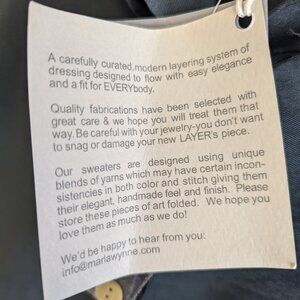 A carefully curated,modern layering system of
dressing designed to flow with easy elegance
and a fit for EVERYbody.
Quality fabrications have been selected with
great care & we hope you will treat them that
way. Be careful with your jewelry-you don't want
to snag or damage your new LAYER's piece.
Our sweaters are designed using unique
blends of yarns which may have certain incon-
sistencies in both color and stitch giving them
their elegant, handmade feel and finish. Please
store these pieces of art folded. We hope you
love them as much as we do!
We'd be happy to hear from you:
info@marlawynne.com